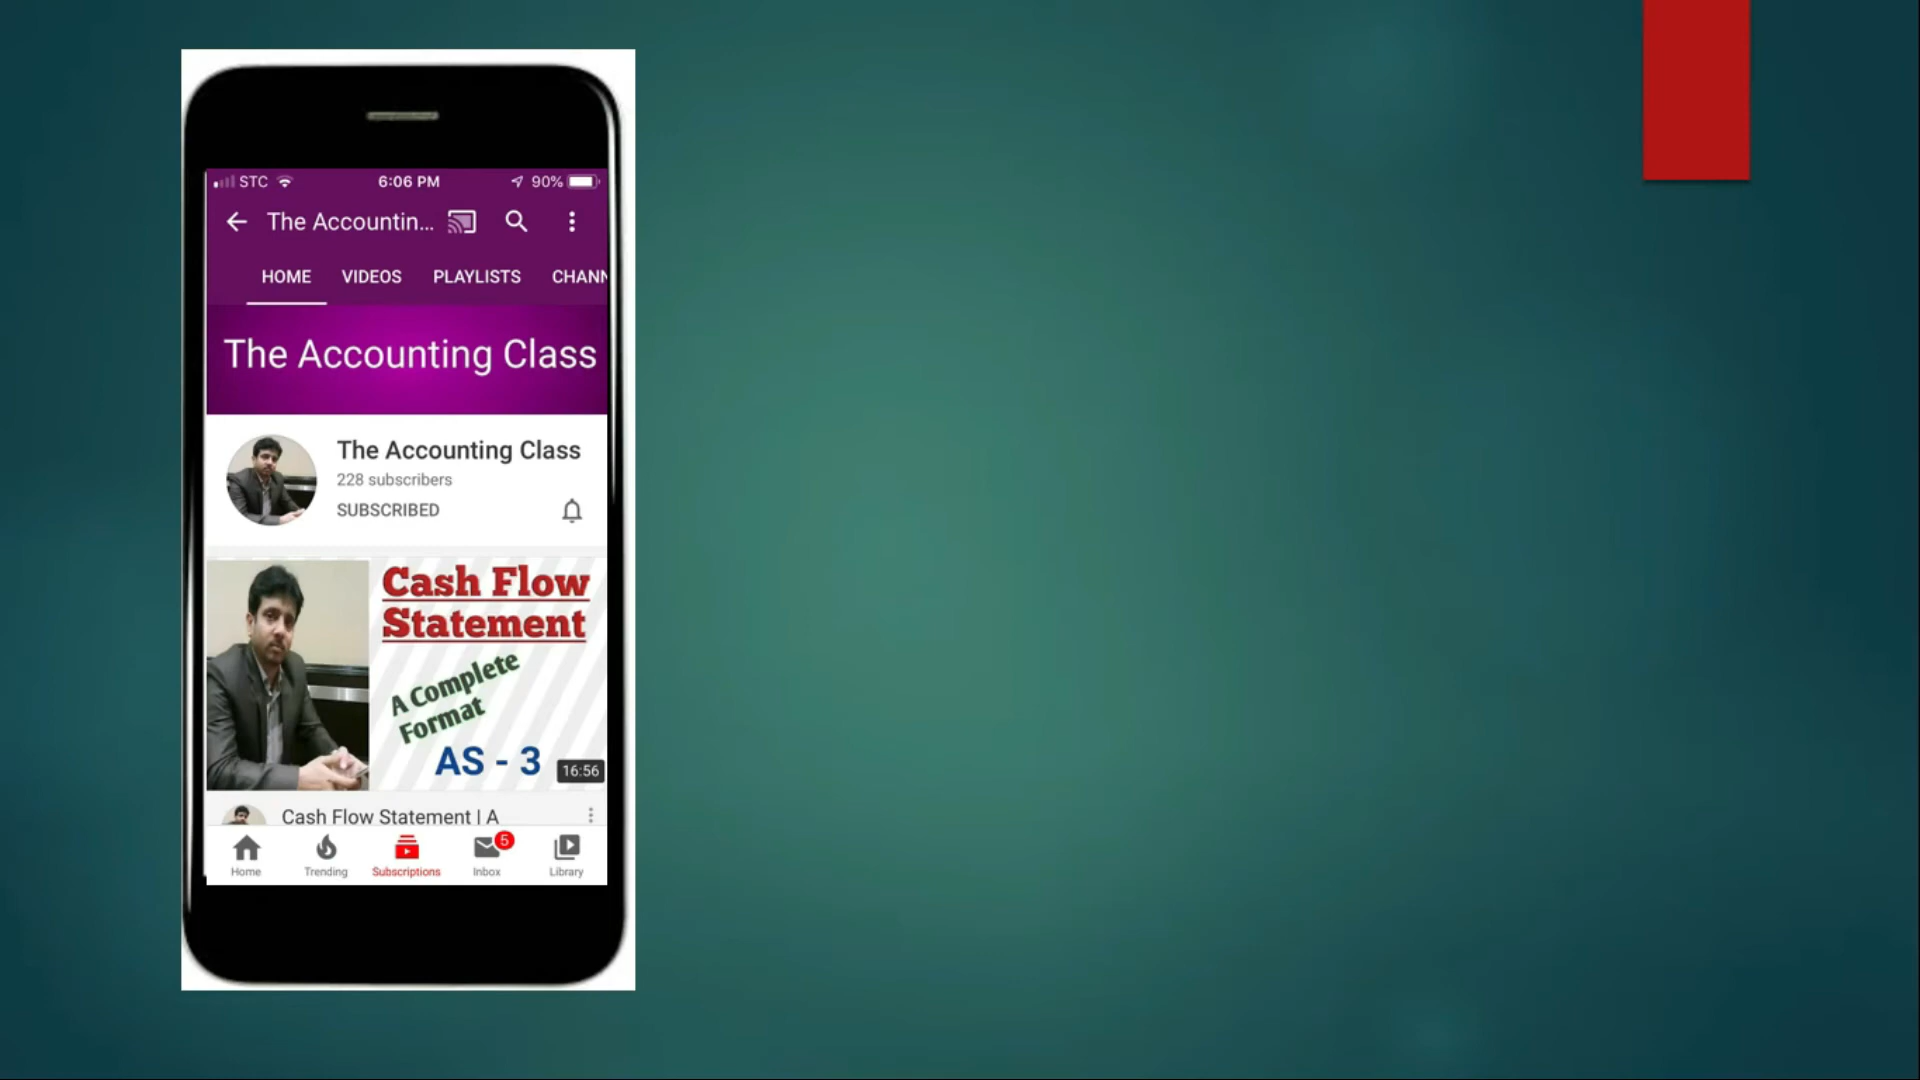 STC 6:06 PM 90%
The Accountin...
HOME VIDEOS PLAYLISTS CHANN
The Accounting Class
The Accounting Class
228 subscribers
SUBSCRIBED
Cash Flow
Statement
A Complete
Format
AS - 3
16:56
Cash Flow Statement | A
5
Home Trending Subscriptions Inbox Library